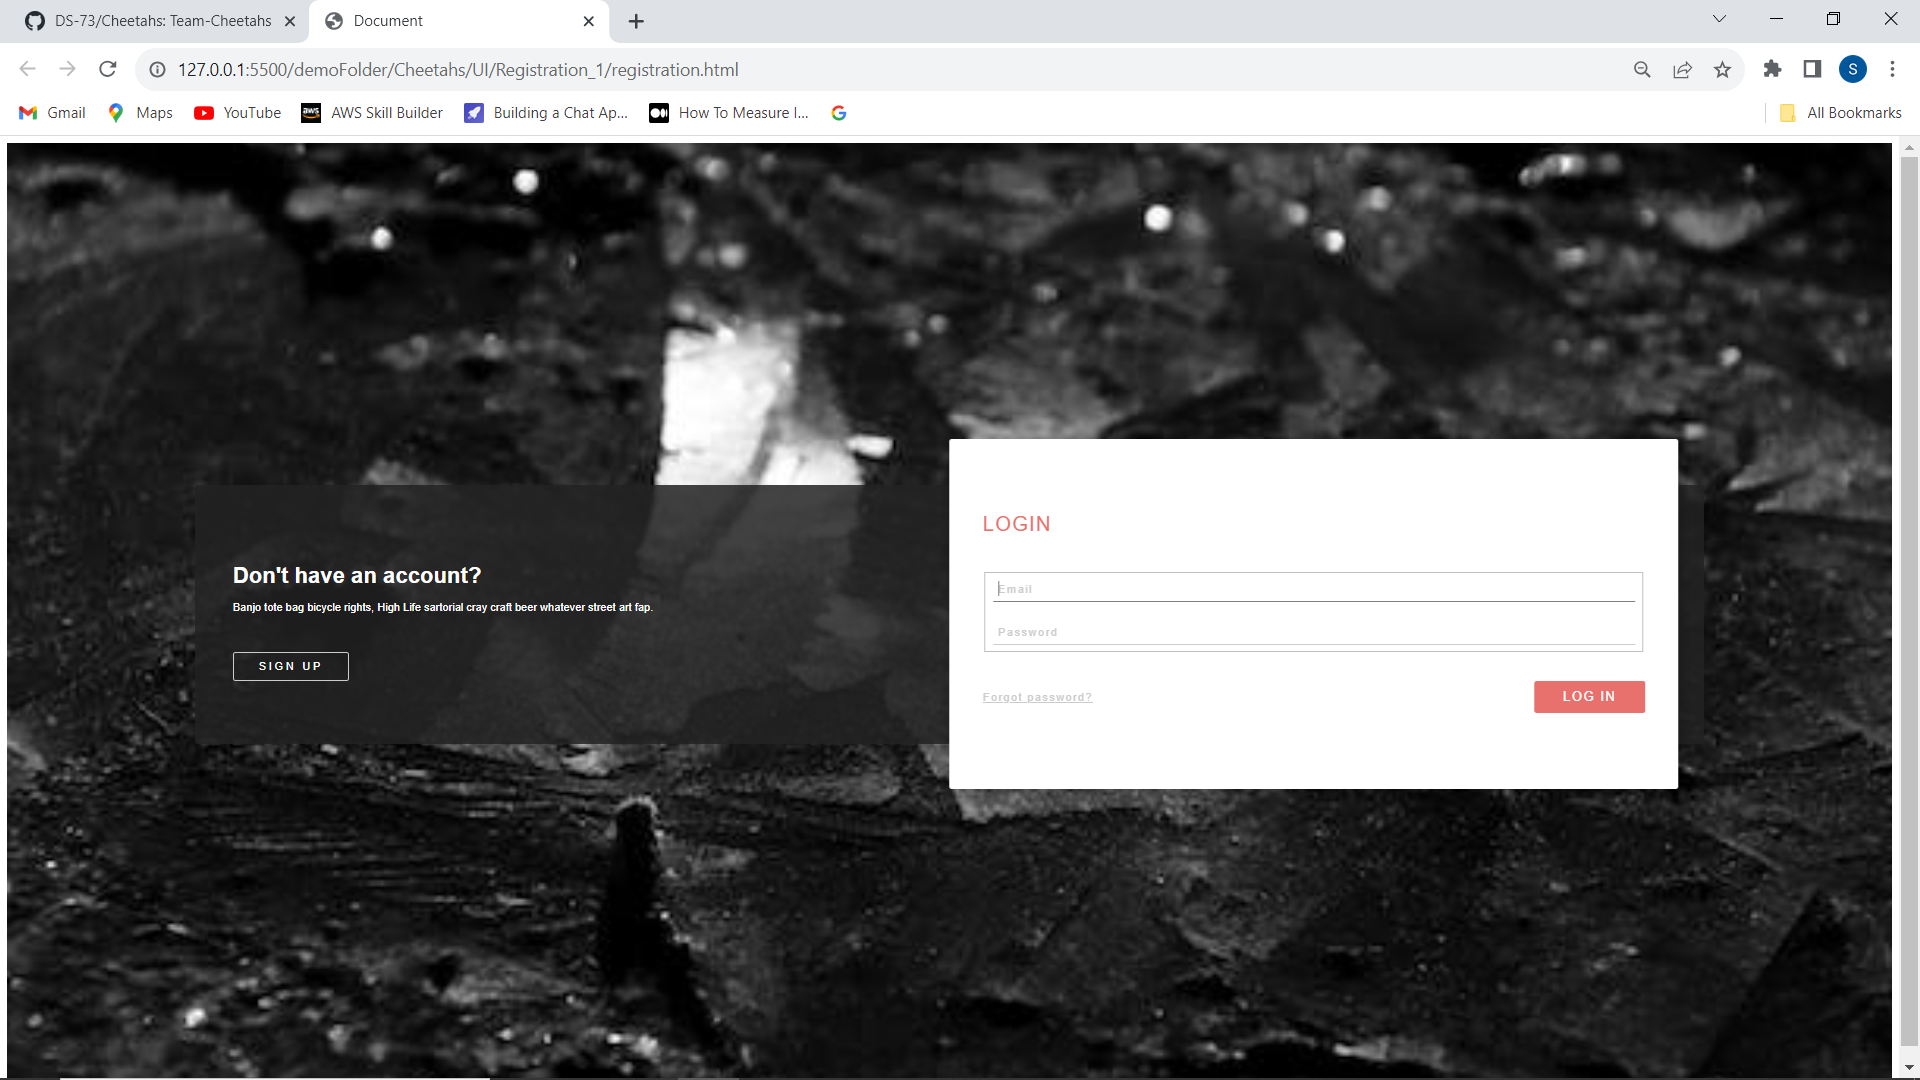 DS-73/Cheetahs: Team-Cheetahs
Document
127.0.0.1:5500/demoFolder/Cheetahs/UI/Registration_1/registration.html
S
Gmail
Maps
YouTube
aws
AWS Skill Builder
Building a Chat Ap...
How To Measure I...
All Bookmarks
Don't have an account?
Banjo tote bag bicycle rights, High Life sartorial cray craft beer whatever street art fap.
SIGN UP
LOGIN
Email
Password
Forgot password?
LOG IN